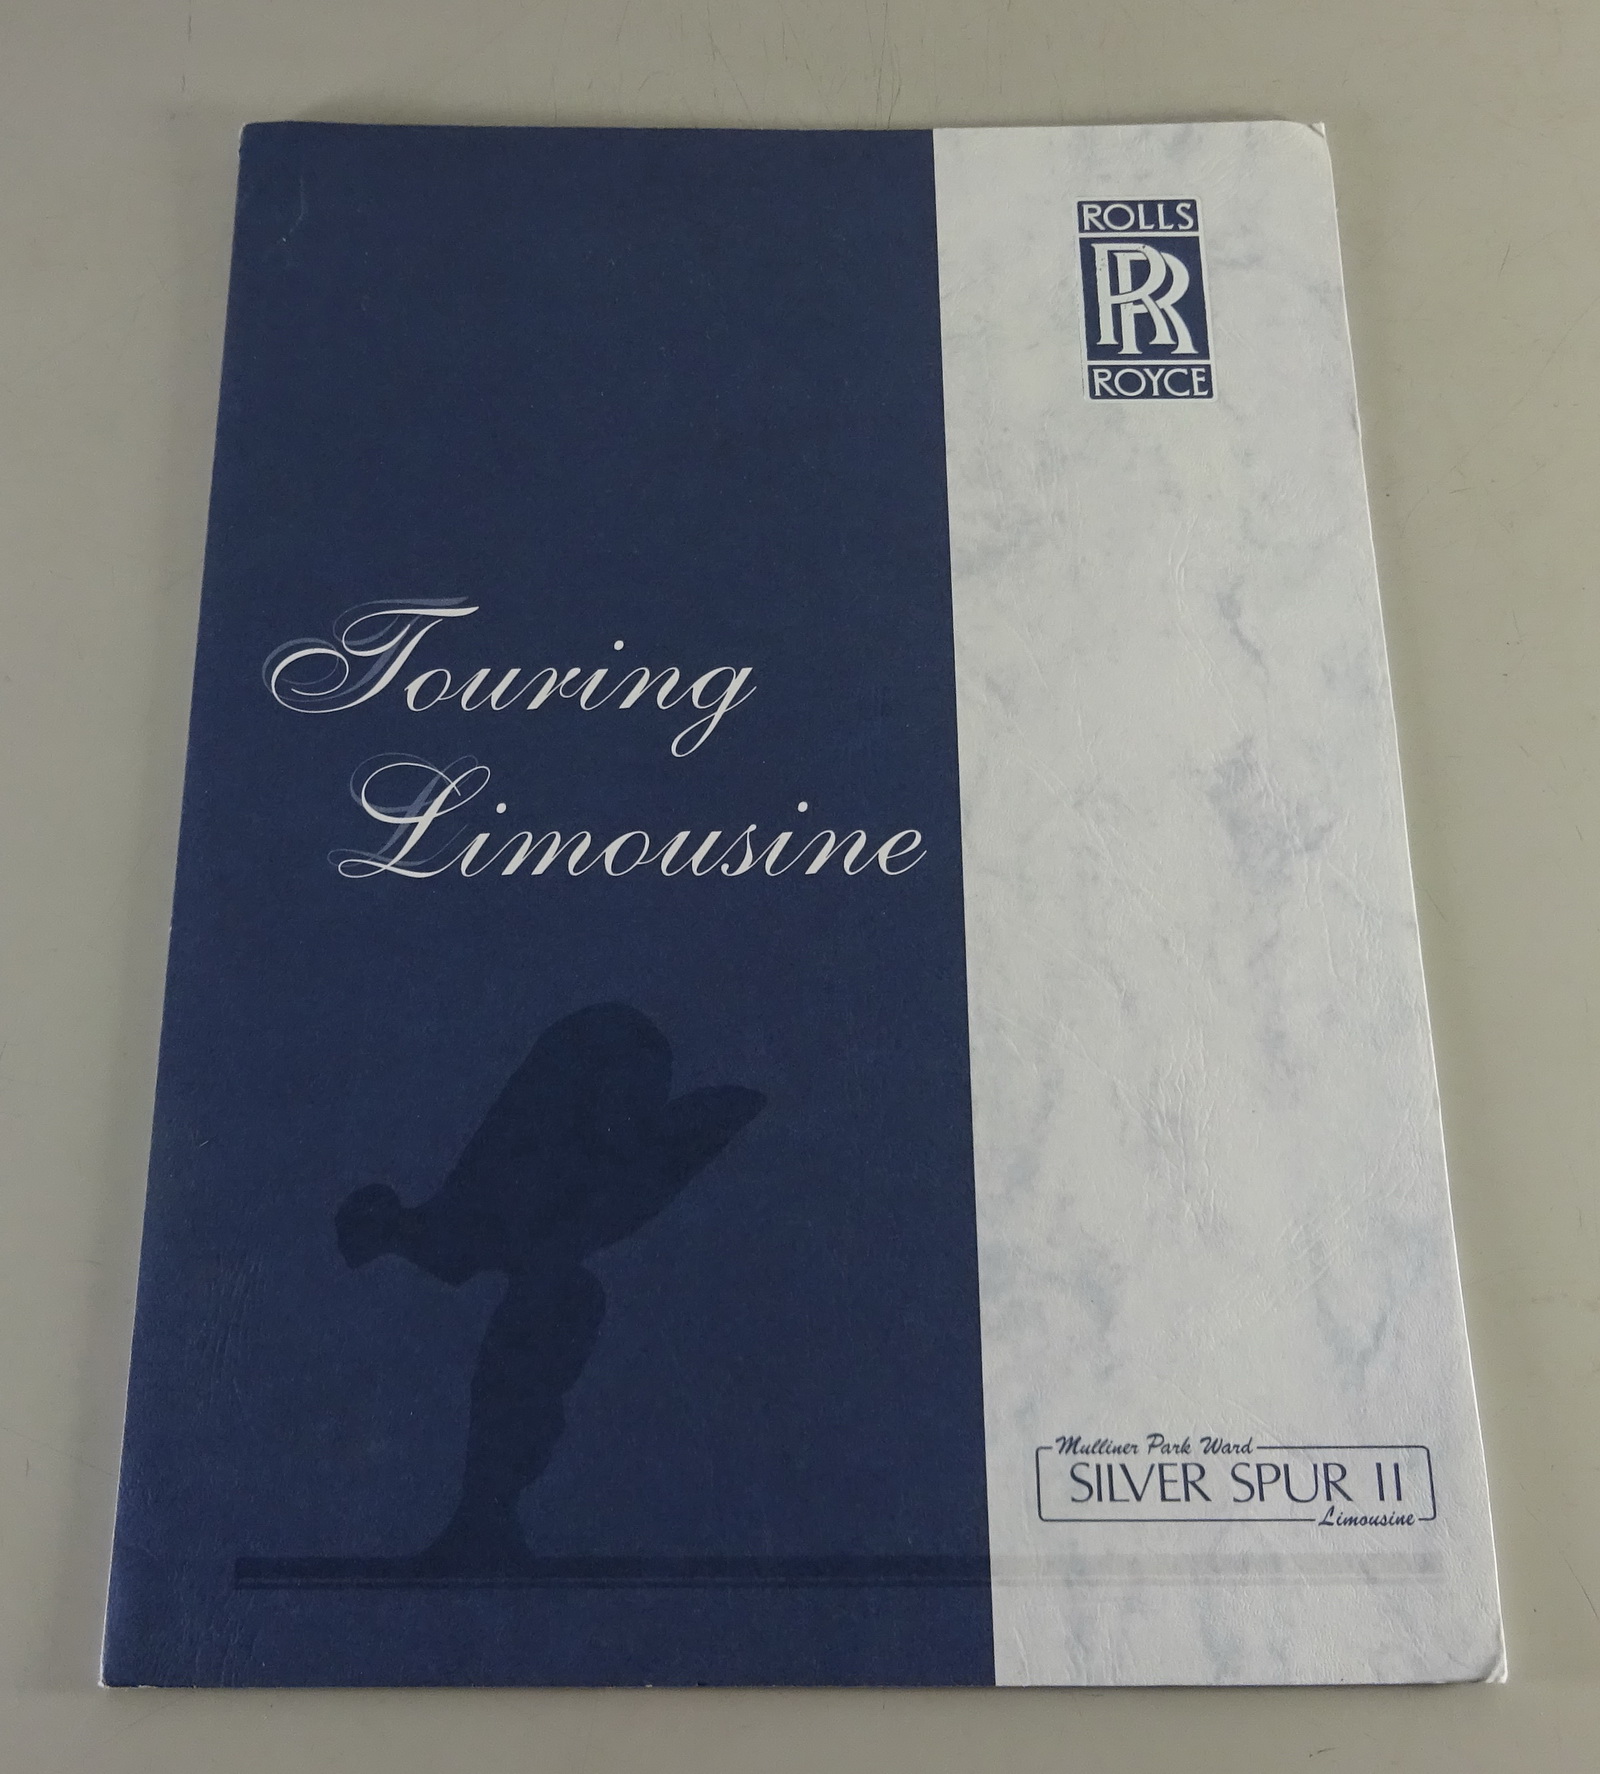 ROLLS
RR
ROYCE
Touring
Limousine
Mulliner Park Ward
SILVER SPUR II
Limousine